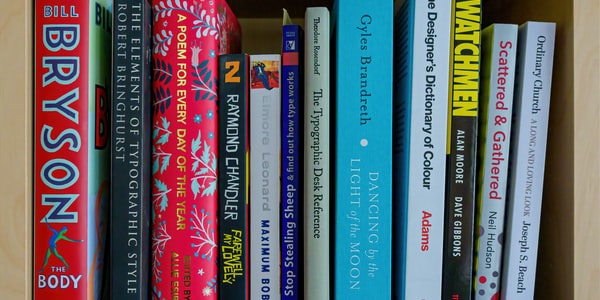 BILL
BRYSON
THE
BODY
THE ELEMENTS OF TYPOGRAPHIC STYLE
ROBERT BRINGHURST
A POEM FOR EVERY DAY OF THE YEAR
EDITED BY
ALLIE
RAYMOND CHANDLER
FAREWELL
MY LOVELY
Elmore Leonard
MAXIMUM BOB
Stop Stealing Sheep & find out how type works
Theodore Rosendorf
The Typographic Desk Reference
Gyles Brandreth
DANCING by the
LIGHT of the MOON
The Designer's Dictionary of Colour
Adams
WATCHMEN
ALAN MOORE
DAVE GIBBONS
Scattered & Gathered
Neil Hudson
Ordinary Church
A LONG AND LOVING LOOK
Joseph S. Beach